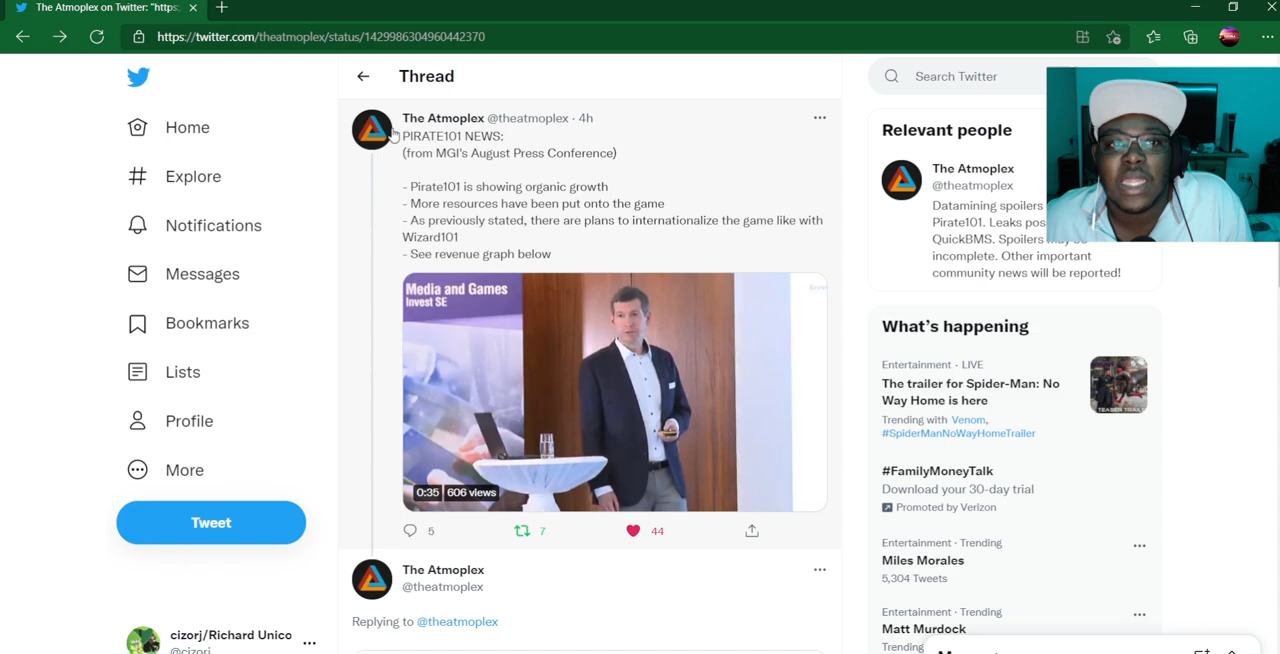 The Atmoplex on Twitter: "https:
https://twitter.com/theatmoplex/status/1429986304960442370
Home
Explore
Notifications
Messages
Bookmarks
Lists
Profile
More
Tweet
cizorj/Richard Unico
@cizorj
Thread
The Atmoplex @theatmoplex · 4h
PIRATE101 NEWS:
(from MGI's August Press Conference)
- Pirate101 is showing organic growth
- More resources have been put onto the game
- As previously stated, there are plans to internationalize the game like with
Wizard101
- See revenue graph below
Media and Games
Invest SE
0:35 606 views
5
7
44
The Atmoplex
@theatmoplex
Replying to @theatmoplex
Search Twitter
Relevant people
The Atmoplex
@theatmoplex
Datamining spoilers
Pirate101. Leaks pos
QuickBMS. Spoilers may be
incomplete. Other important
community news will be reported!
What's happening
Entertainment · LIVE
The trailer for Spider-Man: No
Way Home is here
Trending with Venom,
#SpiderManNoWayHomeTrailer
TEASER TRAIL
#FamilyMoneyTalk
Download your 30-day trial
Promoted by Verizon
Entertainment · Trending
Miles Morales
5,304 Tweets
Entertainment · Trending
Matt Murdock
Trending